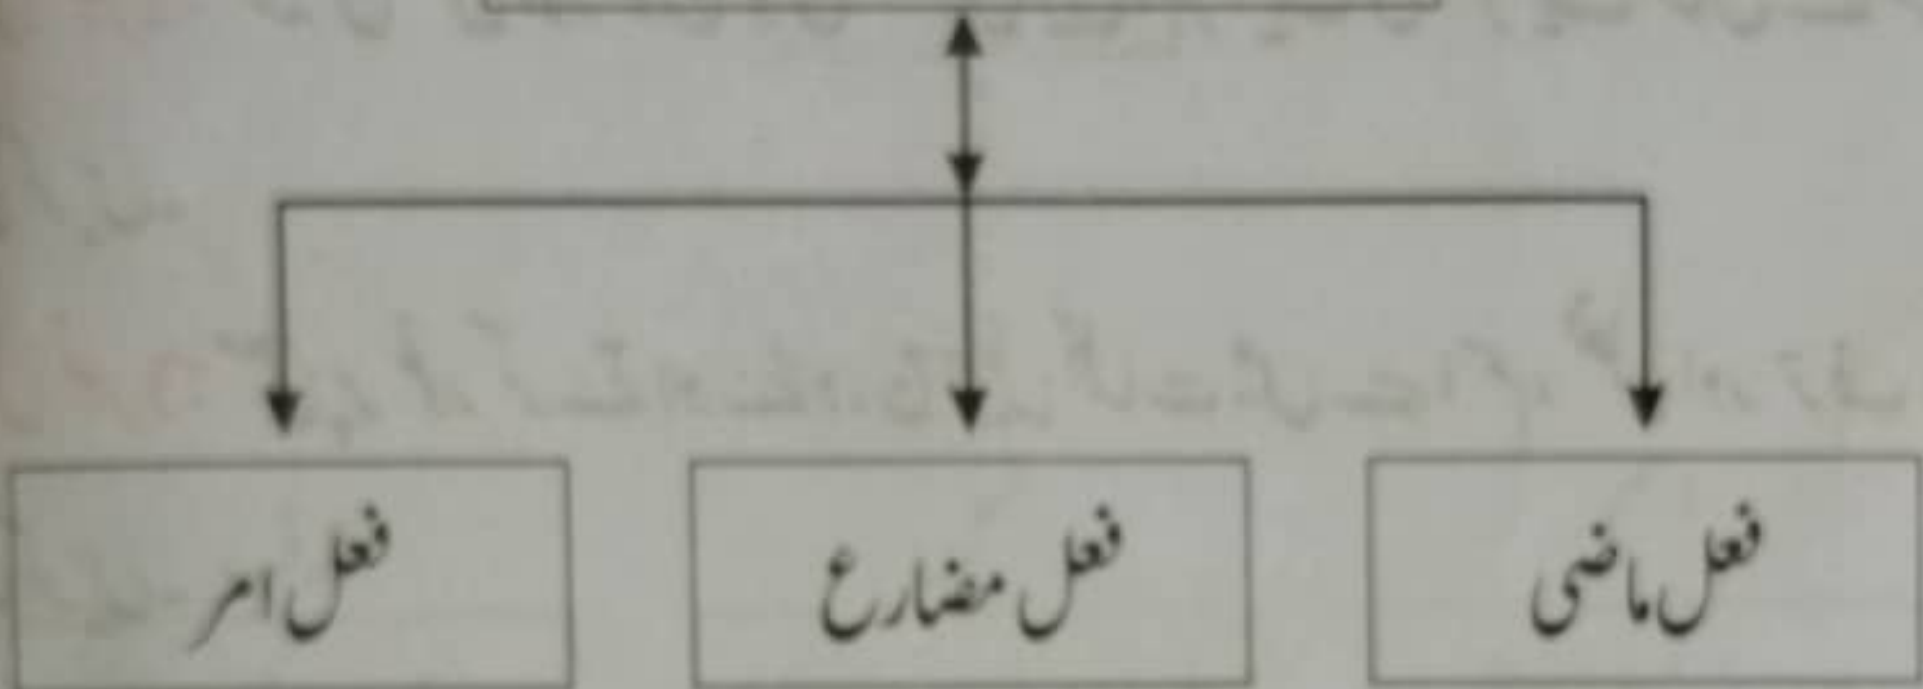 فعل ماضی
فعل مضارع
فعل امر